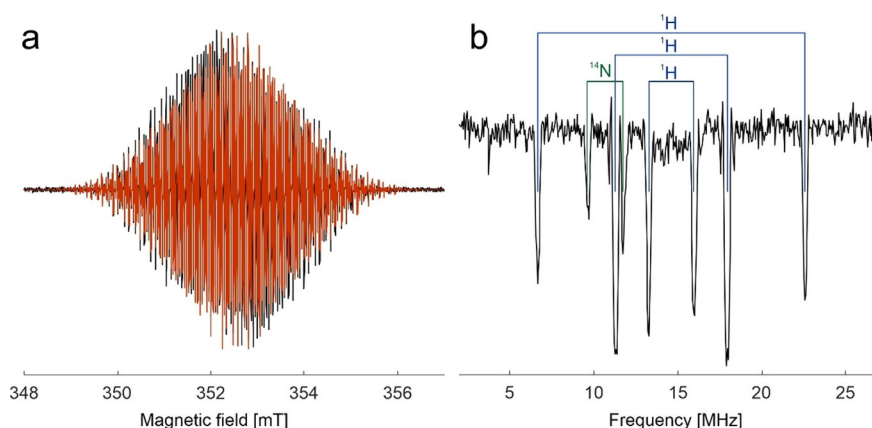 a
b
¹H
¹H
¹⁴N
¹H
348 350 352 354 356
5 10 15 20 25
Magnetic field [mT]
Frequency [MHz]